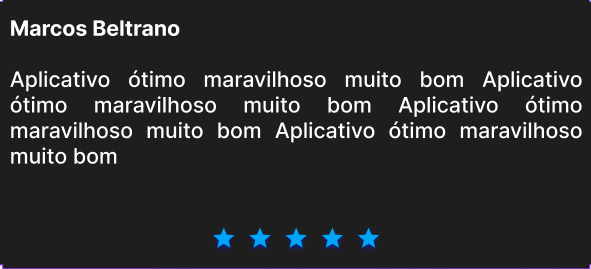 Marcos Beltrano
Aplicativo ótimo maravilhoso muito bom Aplicativo
ótimo maravilhoso muito bom Aplicativo ótimo
maravilhoso muito bom Aplicativo ótimo maravilhoso
muito bom